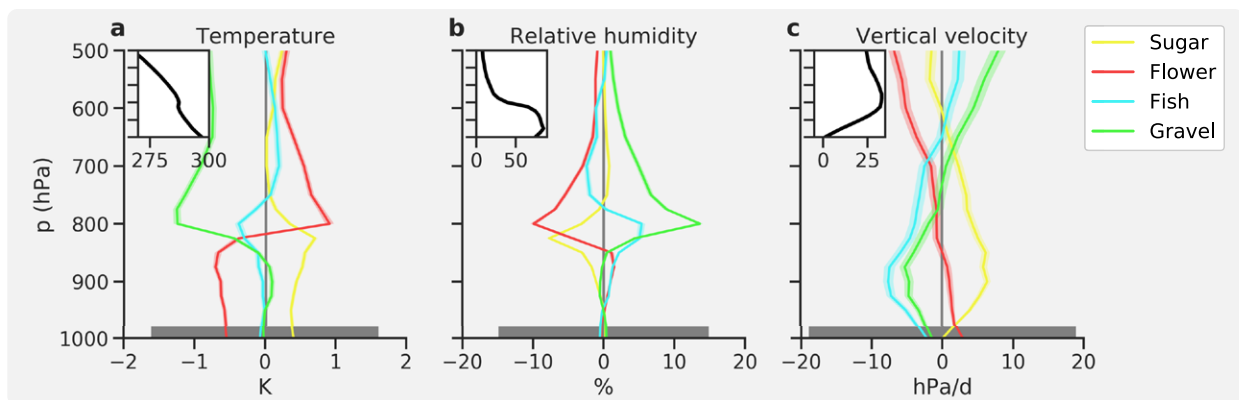 a Temperature
b Relative humidity
c Vertical velocity
Sugar
Flower
Fish
Gravel
p (hPa)
500
600
700
800
900
1000
275 300
0 50
0 25
−2 −1 0 1 2
−20 −10 0 10 20
−20 −10 0 10 20
K
%
hPa/d